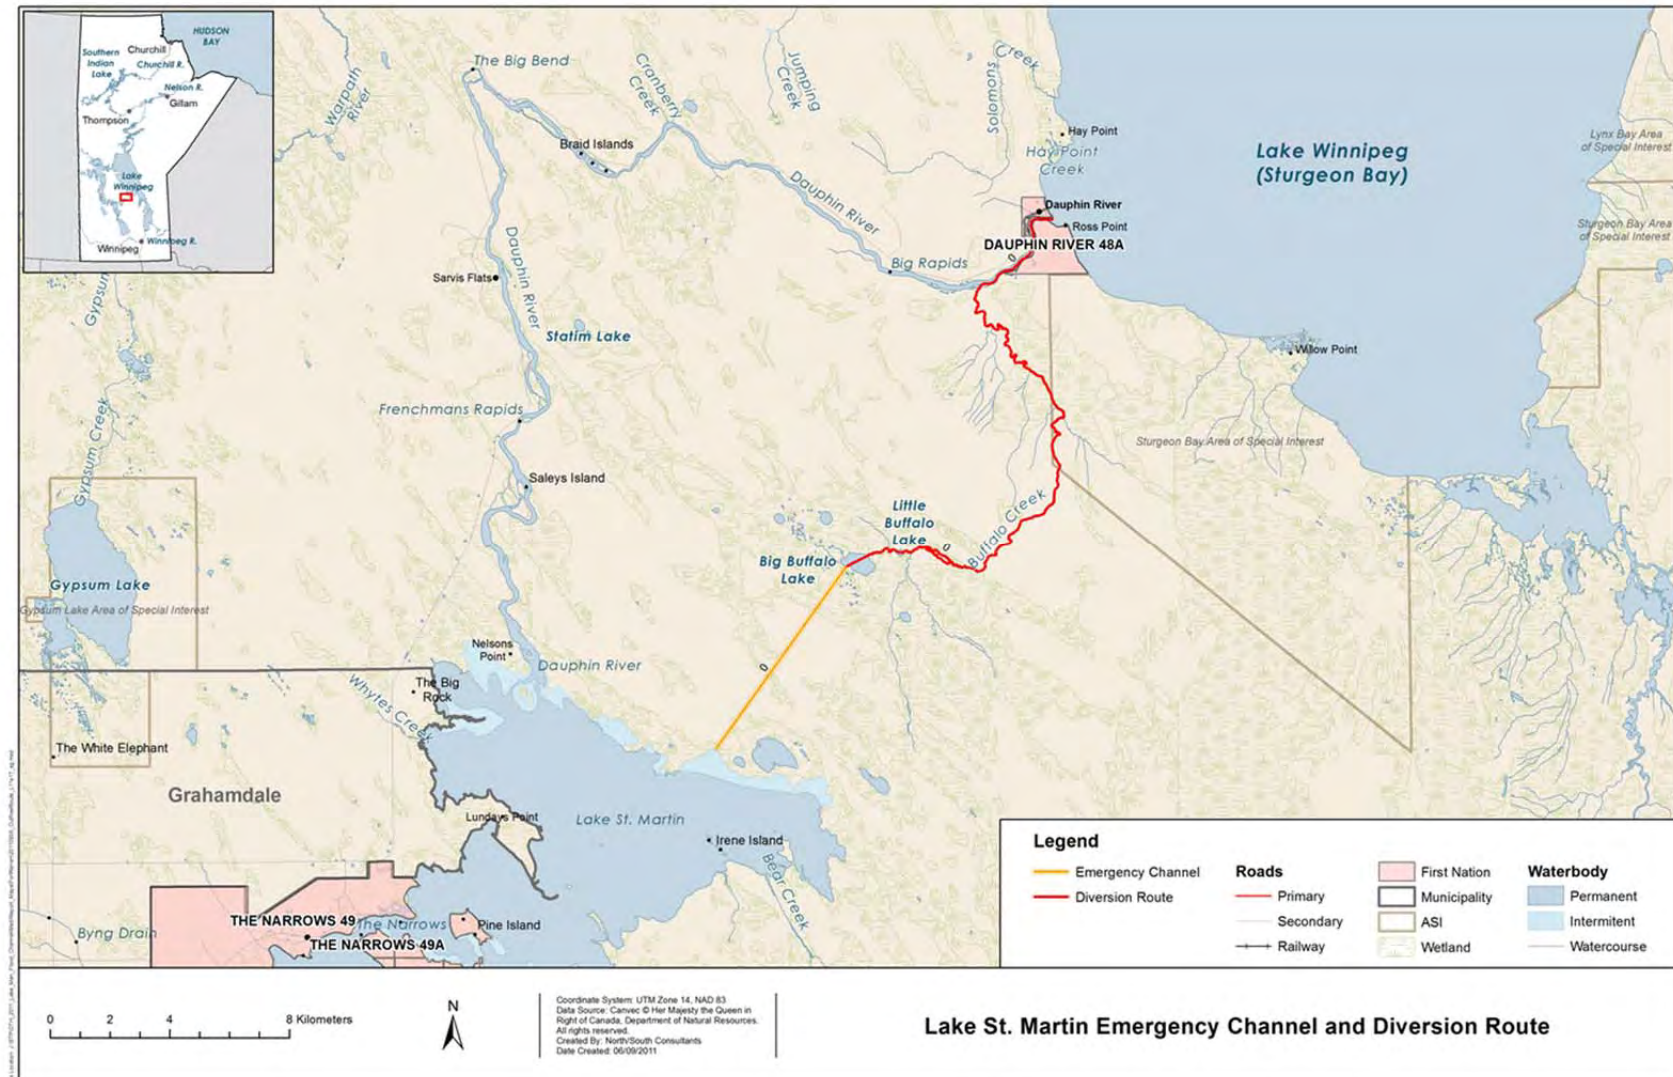 HUDSON
BAY
Southern
Indian
Lake
Churchill
Churchill R.
Nelson R.
Gillam
Thompson
Lake
Winnipeg
Winnipeg
Winnipeg R.
Warpath
River
The Big Bend
Cranberry
Creek
Jumping
Creek
Solomons
Creek
Hay Point
Hay Point
Creek
Lake Winnipeg
(Sturgeon Bay)
Lynx Bay Area
of Special Interest
Braid Islands
Dauphin River
Dauphin River
Ross Point
DAUPHIN RIVER 48A
Sturgeon Bay Area
of Special Interest
Big Rapids
0
Gypsum
Sarvis Flats
Dauphin River
Statim Lake
Willow Point
Frenchmans Rapids
Gypsum Creek
Sturgeon Bay Area of Special Interest
Saleys Island
Little
Buffalo
Lake
0
Buffalo Creek
Big Buffalo
Lake
Gypsum Lake
Gypsum Lake Area of Special Interest
Nelsons
Point
Dauphin River
0
The Big
Rock
Whytes Creek
The White Elephant
Grahamdale
Lundays Point
Lake St. Martin
Irene Island
Bear Creek
THE NARROWS 49
The Narrows
Pine Island
THE NARROWS 49A
Byng Drain
Legend
Emergency Channel
Diversion Route
Roads
Primary
Secondary
Railway
First Nation
Municipality
ASI
Wetland
Waterbody
Permanent
Intermitent
Watercourse
0 2 4 8 Kilometers
N
Coordinate System: UTM Zone 14, NAD 83
Data Source: Canvec © Her Majesty the Queen in
Right of Canada, Department of Natural Resources.
All rights reserved.
Created By: North/South Consultants
Date Created: 06/09/2011
Lake St. Martin Emergency Channel and Diversion Route